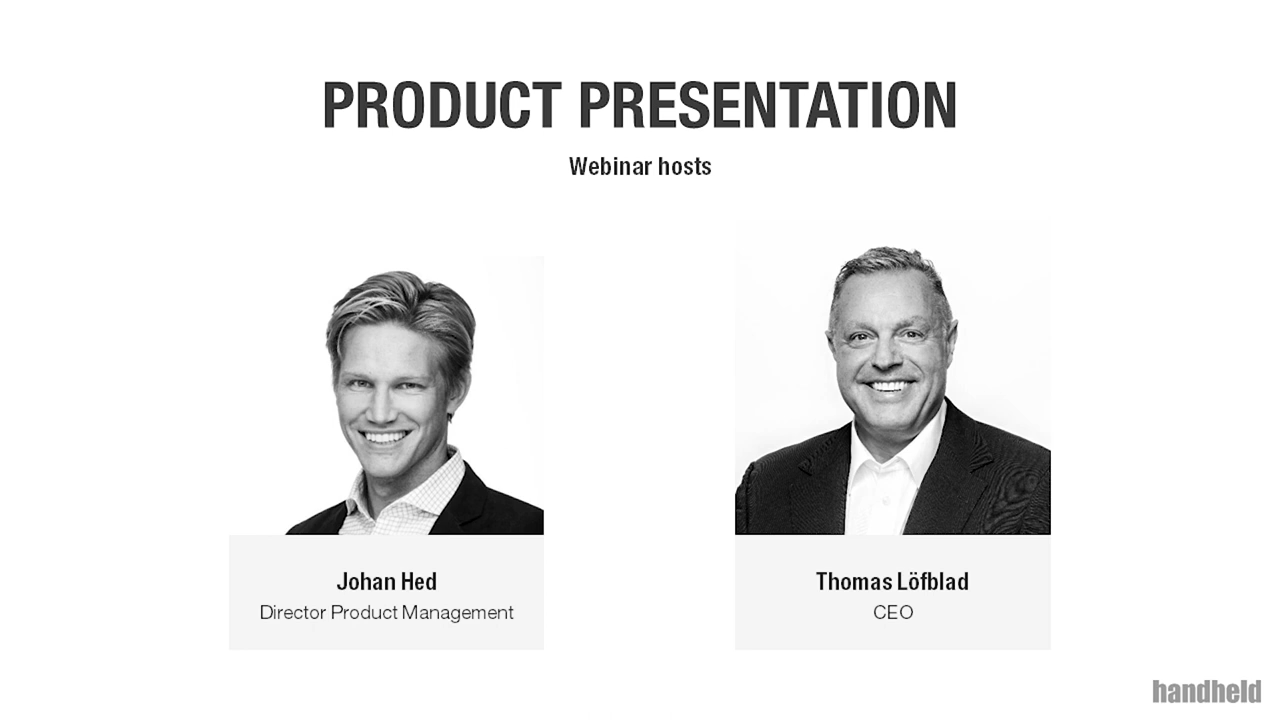 PRODUCT PRESENTATION
Webinar hosts
Johan Hed
Director Product Management
Thomas Löfblad
CEO
handheld